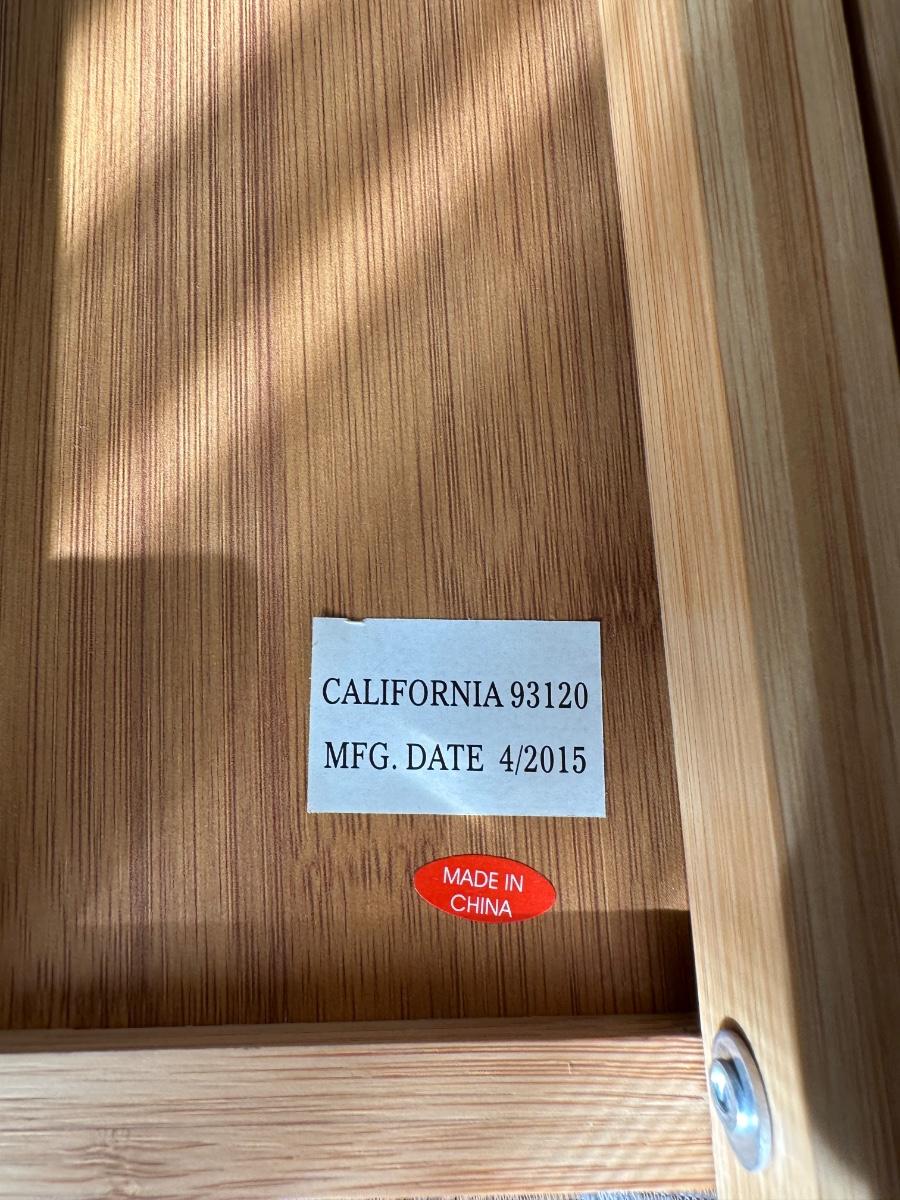 CALIFORNIA 93120
MFG. DATE 4/2015
MADE IN
CHINA